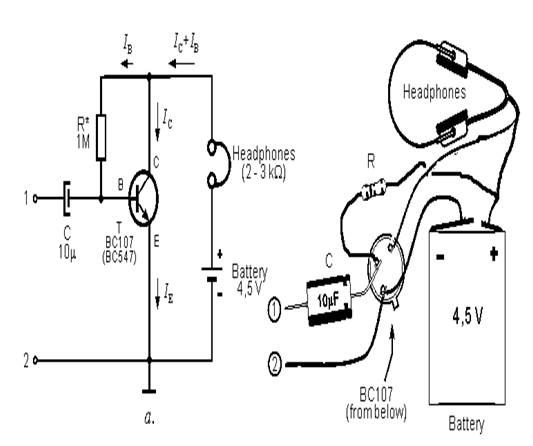 I_B
I_C+I_B
R*
1M
I_C
C
B
Headphones
(2 - 3 kΩ)
1
C
10µ
T
BC107
(BC547)
E
+
Battery
4,5 V
-
I_E
2
a.
Headphones
R
C
10µF
1
2
-
+
4,5 V
BC107
(from below)
Battery